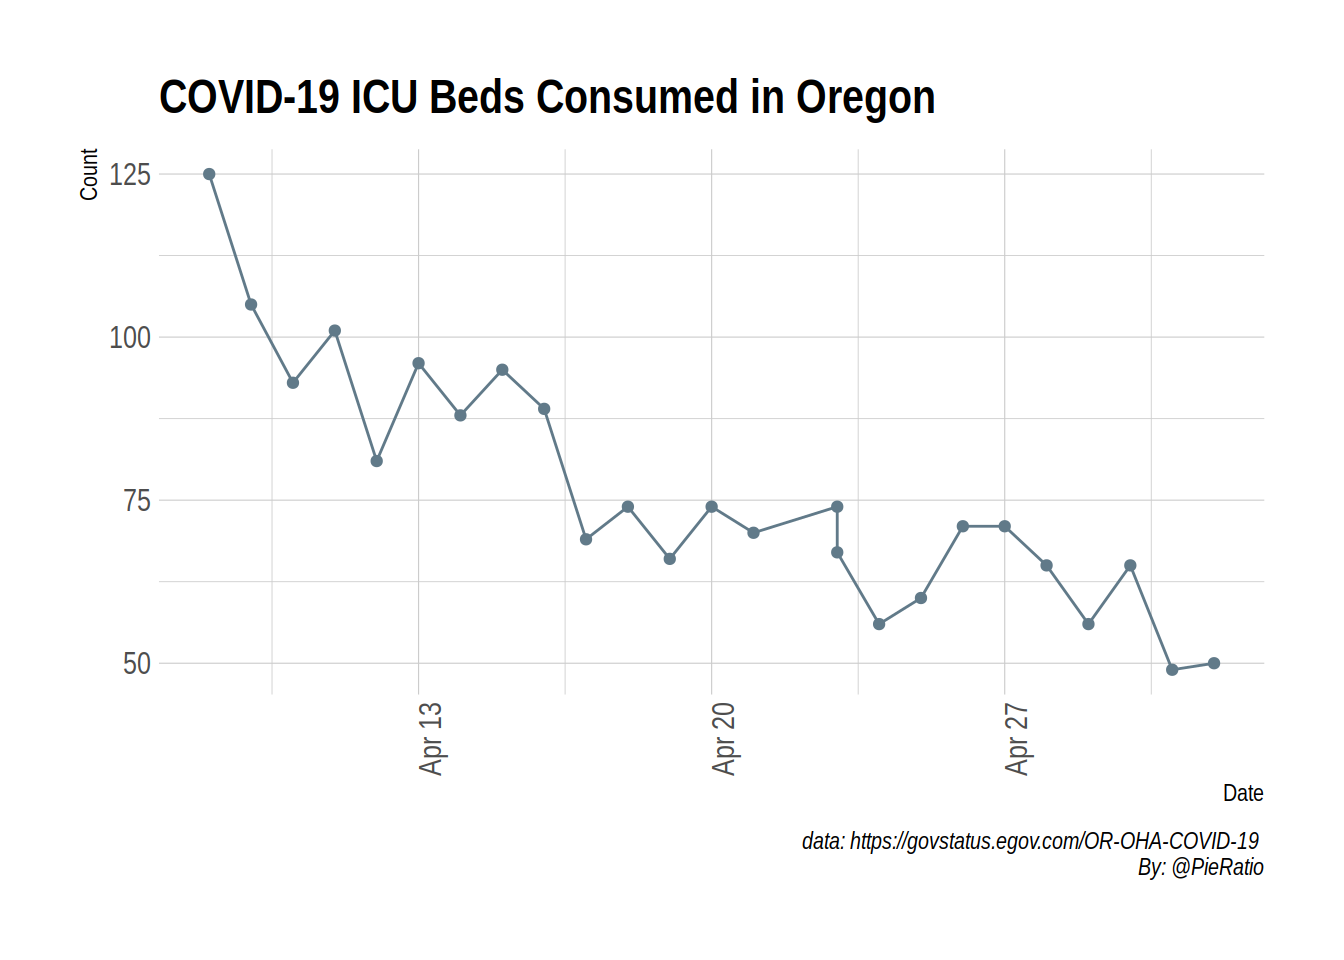 COVID-19 ICU Beds Consumed in Oregon
Count
125
100
75
50
Apr 13
Apr 20
Apr 27
Date
data: https://govstatus.egov.com/OR-OHA-COVID-19
By: @PieRatio